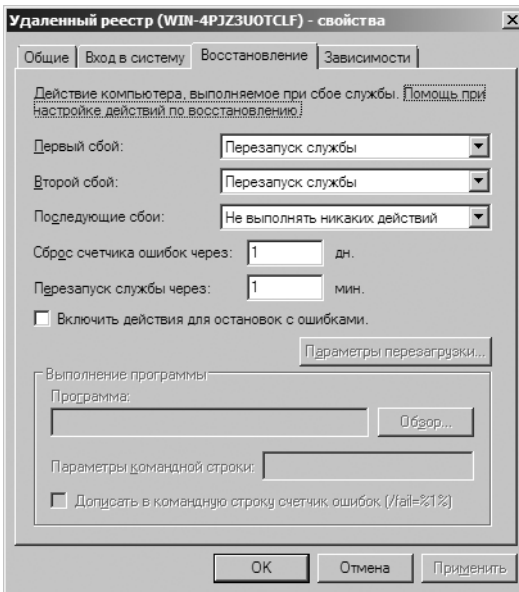 Удаленный реестр (WIN-4PJZ3UOTCLF) - свойства
Общие Вход в систему Восстановление Зависимости
Действие компьютера, выполняемое при сбое службы. Помощь при
настройке действий по восстановлению.
Первый сбой: Перезапуск службы
Второй сбой: Перезапуск службы
Последующие сбои: Не выполнять никаких действий
Сброс счетчика ошибок через: 1 дн.
Перезапуск службы через: 1 мин.
Включить действия для остановок с ошибками.
Параметры перезагрузки...
Выполнение программы
Программа:
Обзор...
Параметры командной строки:
Дописать в командную строку счетчик ошибок (/fail=%1%)
OK Отмена Применить